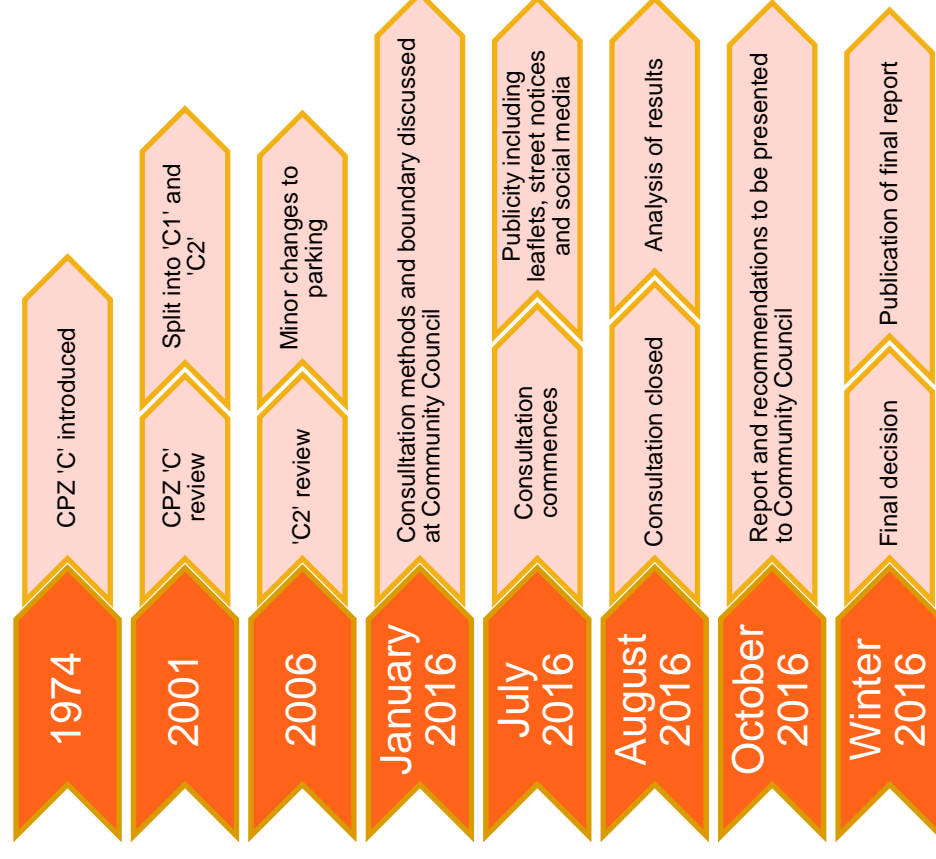 1974
CPZ 'C' introduced
2001
CPZ 'C'
review
Split into 'C1' and
'C2'
2006
'C2' review
Minor changes to
parking
January
2016
Consultation methods and boundary discussed
at Community Council
July
2016
Consultation
commences
Publicity including
leaflets, street notices
and social media
August
2016
Consultation closed
Analysis of results
October
2016
Report and recommendations to be presented
to Community Council
Winter
2016
Final decision
Publication of final report